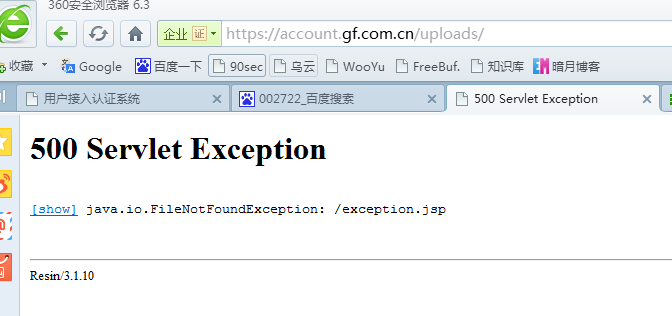 360安全浏览器 6.3
企业 证 https://account.gf.com.cn/uploads/
收藏 Google 百度一下 90sec 乌云 WooYu FreeBuf. 知识库 EM 暗月博客
用户接入认证系统 002722_百度搜索 500 Servlet Exception
500 Servlet Exception
[show] java.io.FileNotFoundException: /exception.jsp
Resin/3.1.10